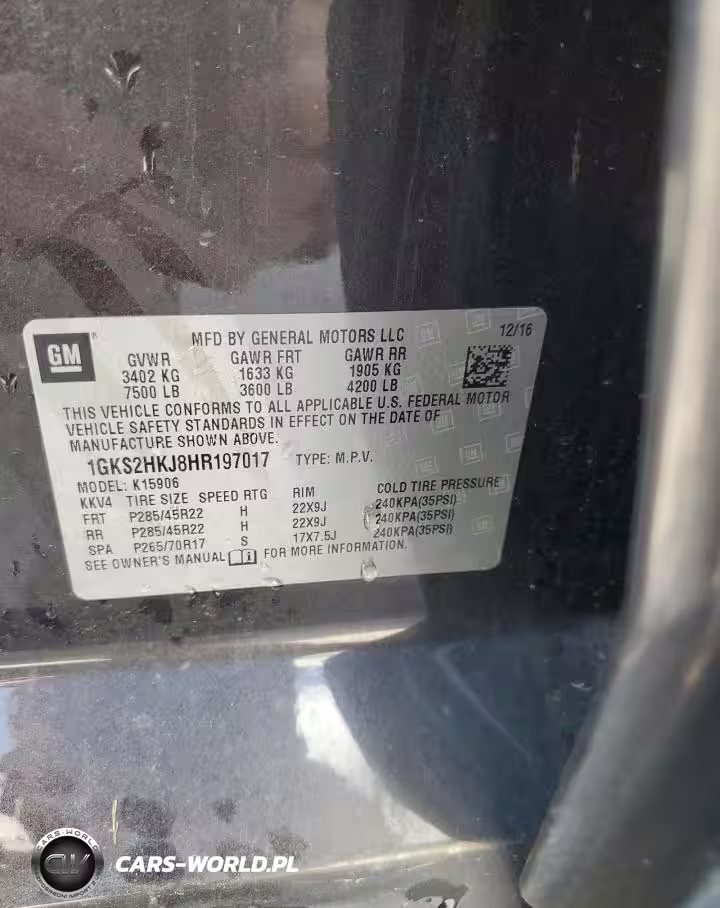 GM
MFD BY GENERAL MOTORS LLC 12/16
GVWR GAWR FRT GAWR RR
3402 KG 1633 KG 1905 KG
7500 LB 3600 LB 4200 LB
THIS VEHICLE CONFORMS TO ALL APPLICABLE U.S. FEDERAL MOTOR
VEHICLE SAFETY STANDARDS IN EFFECT ON THE DATE OF
MANUFACTURE SHOWN ABOVE.
1GKS2HKJ8HR197017 TYPE: M.P.V.
MODEL: K15906
KKV4 TIRE SIZE SPEED RTG RIM COLD TIRE PRESSURE
FRT P285/45R22 H 22X9J 240KPA(35PSI)
RR P285/45R22 H 22X9J 240KPA(35PSI)
SPA P265/70R17 S 17X7.5J 240KPA(35PSI)
SEE OWNER'S MANUAL FOR MORE INFORMATION.
CARS-WORLD
CW
CARS-WORLD.PL